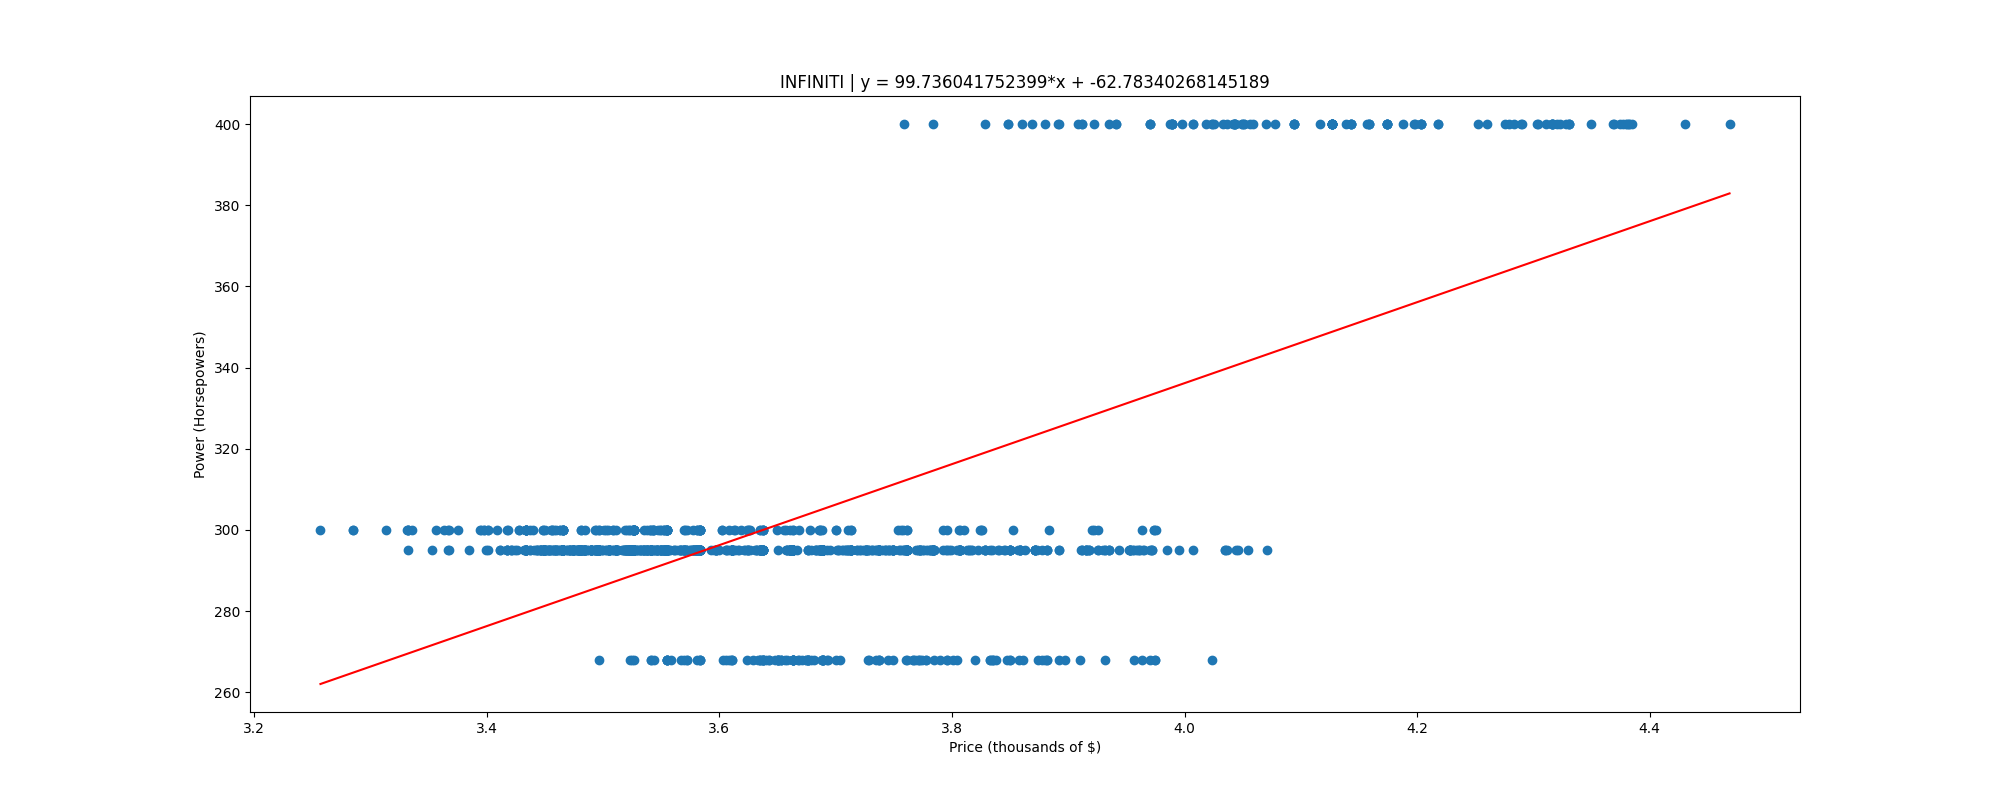 INFINITI | y = 99.736041752399*x + -62.78340268145189
400
380
360
340
320
300
280
260
Power (Horsepowers)
3.2 3.4 3.6 3.8 4.0 4.2 4.4
Price (thousands of $)